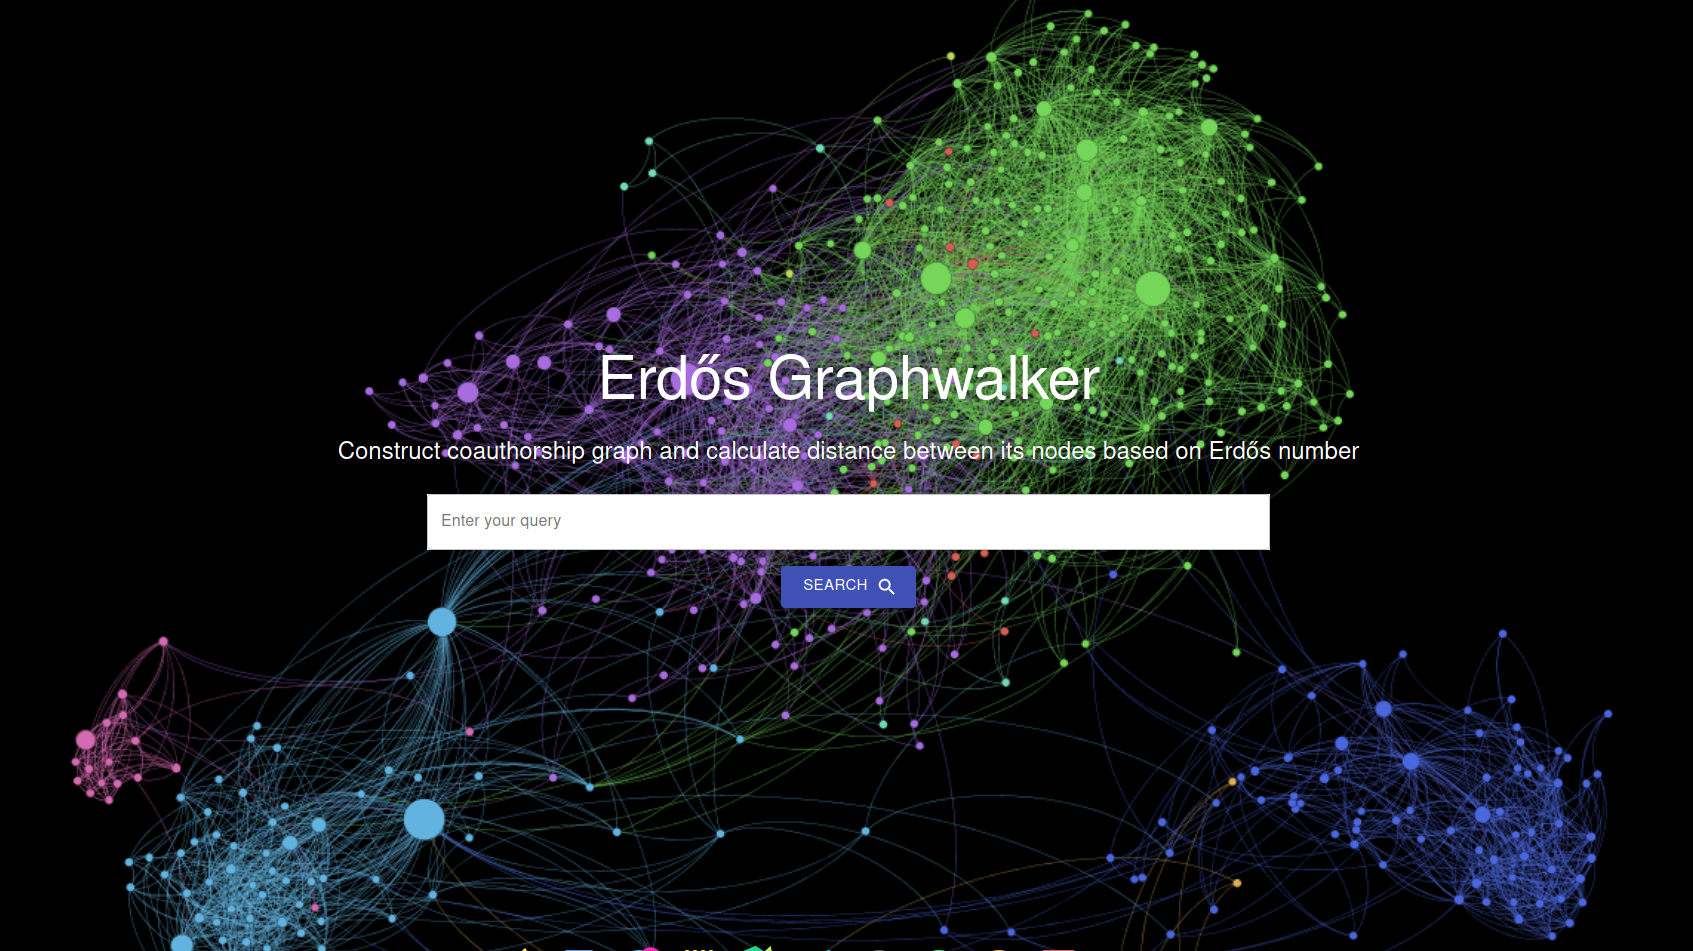 Erdős Graphwalker
Construct coauthorship graph and calculate distance between its nodes based on Erdős number
Enter your query
SEARCH